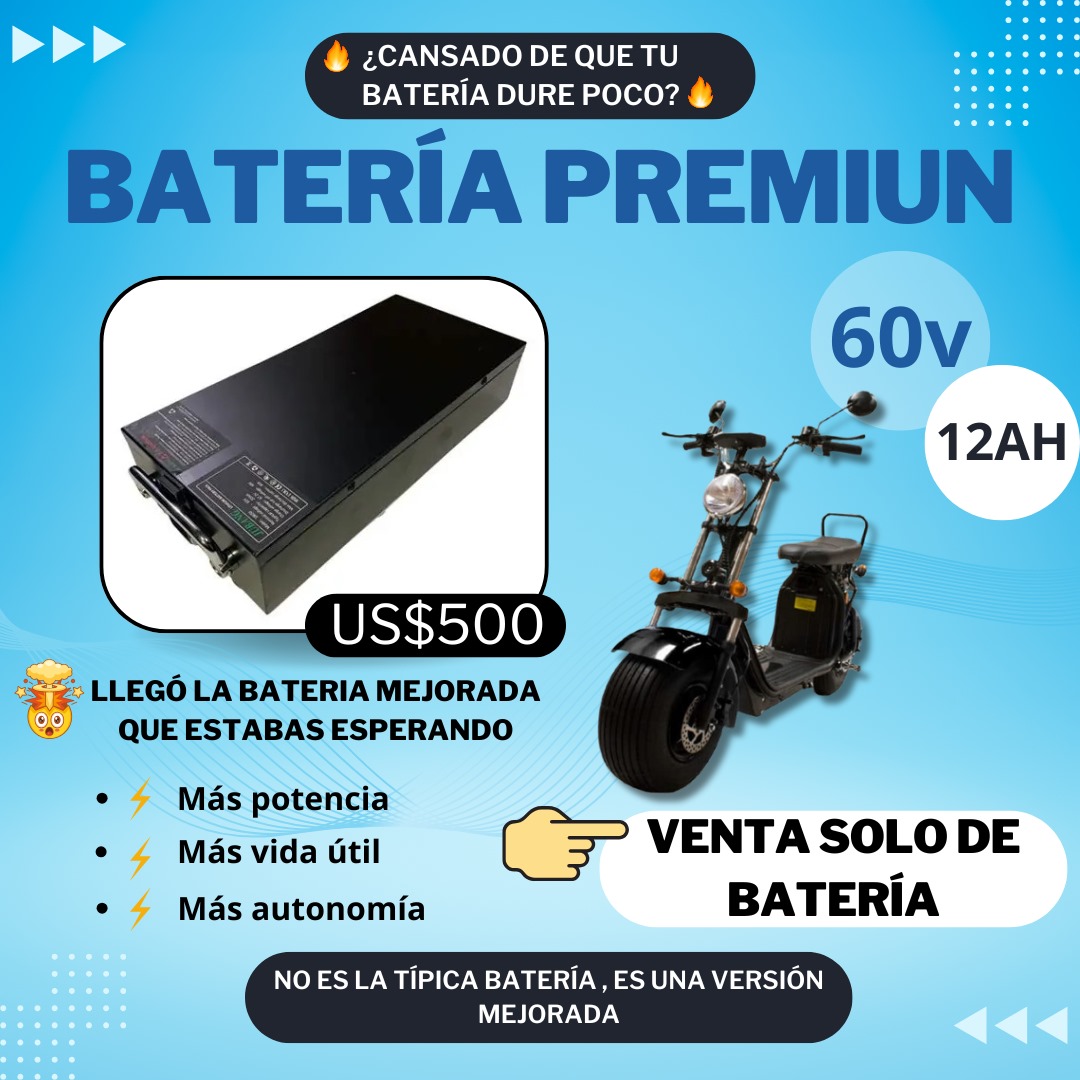 ¿CANSADO DE QUE TU
BATERÍA DURE POCO?
BATERÍA PREMIUN
60v
12AH
US$500
LLEGÓ LA BATERIA MEJORADA
QUE ESTABAS ESPERANDO
Más potencia
Más vida útil
Más autonomía
VENTA SOLO DE
BATERÍA
NO ES LA TÍPICA BATERÍA , ES UNA VERSIÓN
MEJORADA